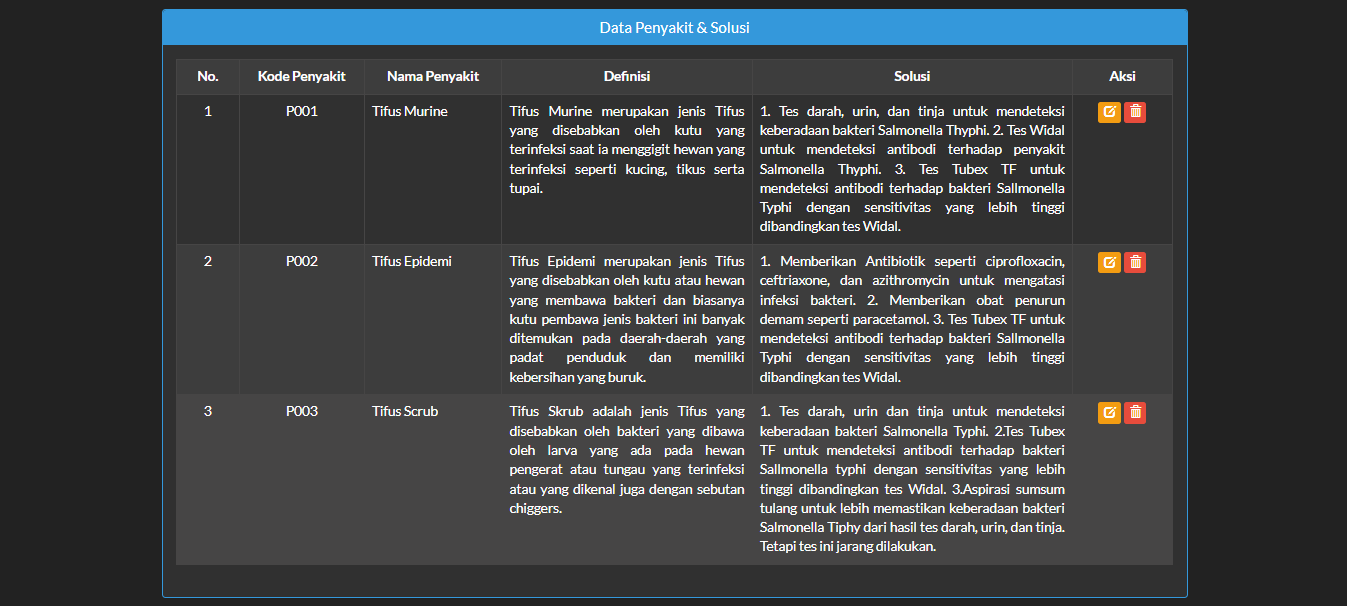 Data Penyakit & Solusi
No. Kode Penyakit Nama Penyakit Definisi Solusi Aksi
1 P001 Tifus Murine
Tifus Murine merupakan jenis Tifus
yang disebabkan oleh kutu yang
terinfeksi saat ia menggigit hewan yang
terinfeksi seperti kucing, tikus serta
tupai.
1. Tes darah, urin, dan tinja untuk mendeteksi
keberadaan bakteri Salmonella Thyphi. 2. Tes Widal
untuk mendeteksi antibodi terhadap penyakit
Salmonella Thyphi. 3. Tes Tubex TF untuk
mendeteksi antibodi terhadap bakteri Sallmonella
Typhi dengan sensitivitas yang lebih tinggi
dibandingkan tes Widal.
2 P002 Tifus Epidemi
Tifus Epidemi merupakan jenis Tifus
yang disebabkan oleh kutu atau hewan
yang membawa bakteri dan biasanya
kutu pembawa jenis bakteri ini banyak
ditemukan pada daerah-daerah yang
padat penduduk dan memiliki
kebersihan yang buruk.
1. Memberikan Antibiotik seperti ciprofloxacin,
ceftriaxone, dan azithromycin untuk mengatasi
infeksi bakteri. 2. Memberikan obat penurun
demam seperti paracetamol. 3. Tes Tubex TF untuk
mendeteksi antibodi terhadap bakteri Sallmonella
Typhi dengan sensitivitas yang lebih tinggi
dibandingkan tes Widal.
3 P003 Tifus Scrub
Tifus Skrub adalah jenis Tifus yang
disebabkan oleh bakteri yang dibawa
oleh larva yang ada pada hewan
pengerat atau tungau yang terinfeksi
atau yang dikenal juga dengan sebutan
chiggers.
1. Tes darah, urin dan tinja untuk mendeteksi
keberadaan bakteri Salmonella Typhi. 2.Tes Tubex
TF untuk mendeteksi antibodi terhadap bakteri
Sallmonella typhi dengan sensitivitas yang lebih
tinggi dibandingkan tes Widal. 3.Aspirasi sumsum
tulang untuk lebih memastikan keberadaan bakteri
Salmonella Tiphy dari hasil tes darah, urin, dan tinja.
Tetapi tes ini jarang dilakukan.